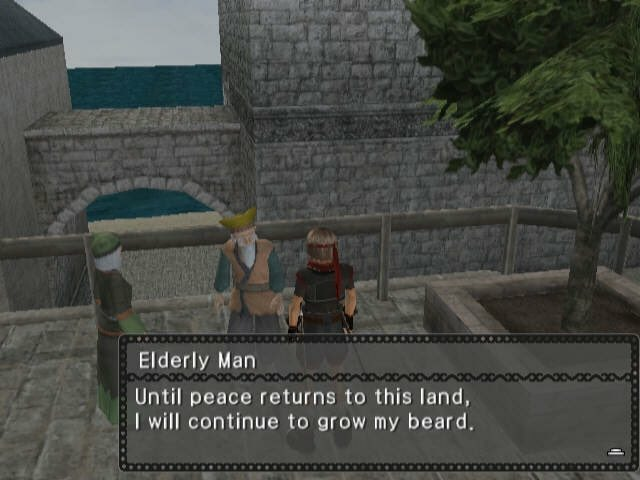 Elderly Man
Until peace returns to this land,
I will continue to grow my beard.